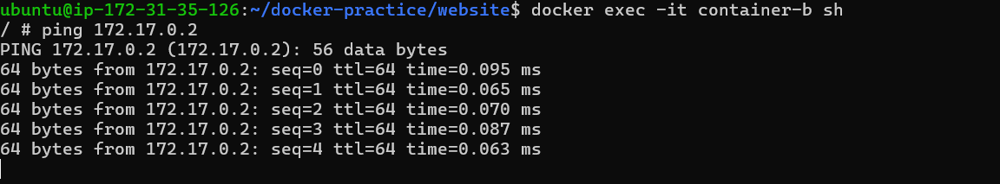 ubuntu@ip-172-31-35-126:~/docker-practice/website$ docker exec -it container-b sh
/ # ping 172.17.0.2
PING 172.17.0.2 (172.17.0.2): 56 data bytes
64 bytes from 172.17.0.2: seq=0 ttl=64 time=0.095 ms
64 bytes from 172.17.0.2: seq=1 ttl=64 time=0.065 ms
64 bytes from 172.17.0.2: seq=2 ttl=64 time=0.070 ms
64 bytes from 172.17.0.2: seq=3 ttl=64 time=0.087 ms
64 bytes from 172.17.0.2: seq=4 ttl=64 time=0.063 ms